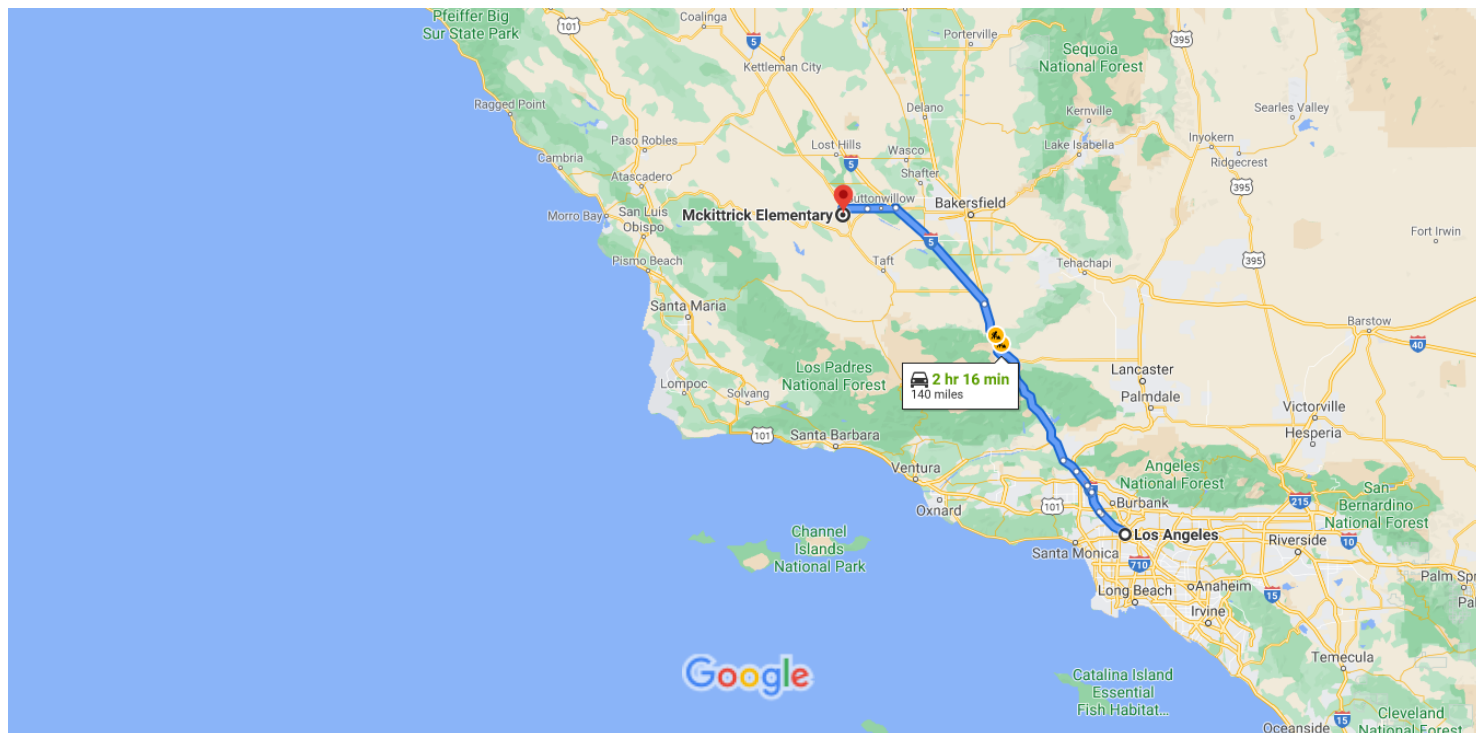 Pfeiffer Big
Sur State Park
101
Coalinga
5
Kettleman City
Porterville
Sequoia
National Forest
395
395
Ragged Point
Delano
Kernville
Searles Valley
Paso Robles
Lost Hills
Wasco
Lake Isabella
Inyokern
Ridgecrest
Cambria
5
Shafter
Atascadero
395
Morro Bay
San Luis
Obispo
Mckittrick Elementary
uttonwillow
Bakersfield
5
Fort Irwin
Pismo Beach
Taft
Tehachapi
395
Santa Maria
Barstow
40
Los Padres
National Forest
2 hr 16 min
140 miles
Lancaster
Palmdale
Lompoc
Solvang
Victorville
Hesperia
101
Santa Barbara
Ventura
Angeles
National Forest
San
Bernardino
National Forest
215
Oxnard
101
Burbank
Los Angeles
Santa Monica
Riverside
10
Channel
Islands
National Park
710
Palm Spr
Pal
Long Beach
Anaheim
15
Irvine
Google
Temecula
Catalina Island
Essential
Fish Habitat...
Oceanside
15
Cleveland
National Forest